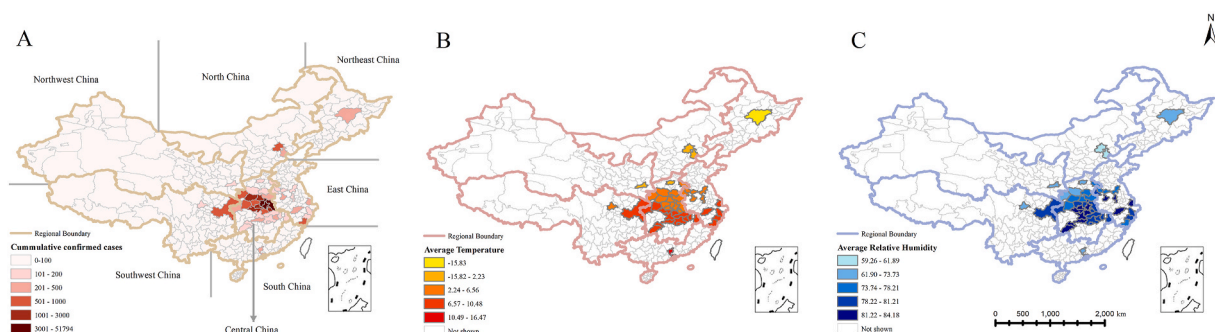 A
Northwest China
North China
Northeast China
East China
Southwest China
South China
Central China
Regional Boundary
Cummulative confirmed cases
0-100
101 - 200
201 - 500
501 - 1000
1001 - 3000
3001 - 51794
B
Regional Boundary
Average Temperature
-15.83
-15.82 - 2.23
2.24 - 6.56
6.57 - 10.48
10.49 - 16.47
Not shown
C
N
Regional Boundary
Average Relative Humidity
59.26 - 61.89
61.90 - 73.73
73.74 - 78.21
78.22 - 81.21
81.22 - 84.18
Not shown
0 500 1,000 2,000 km